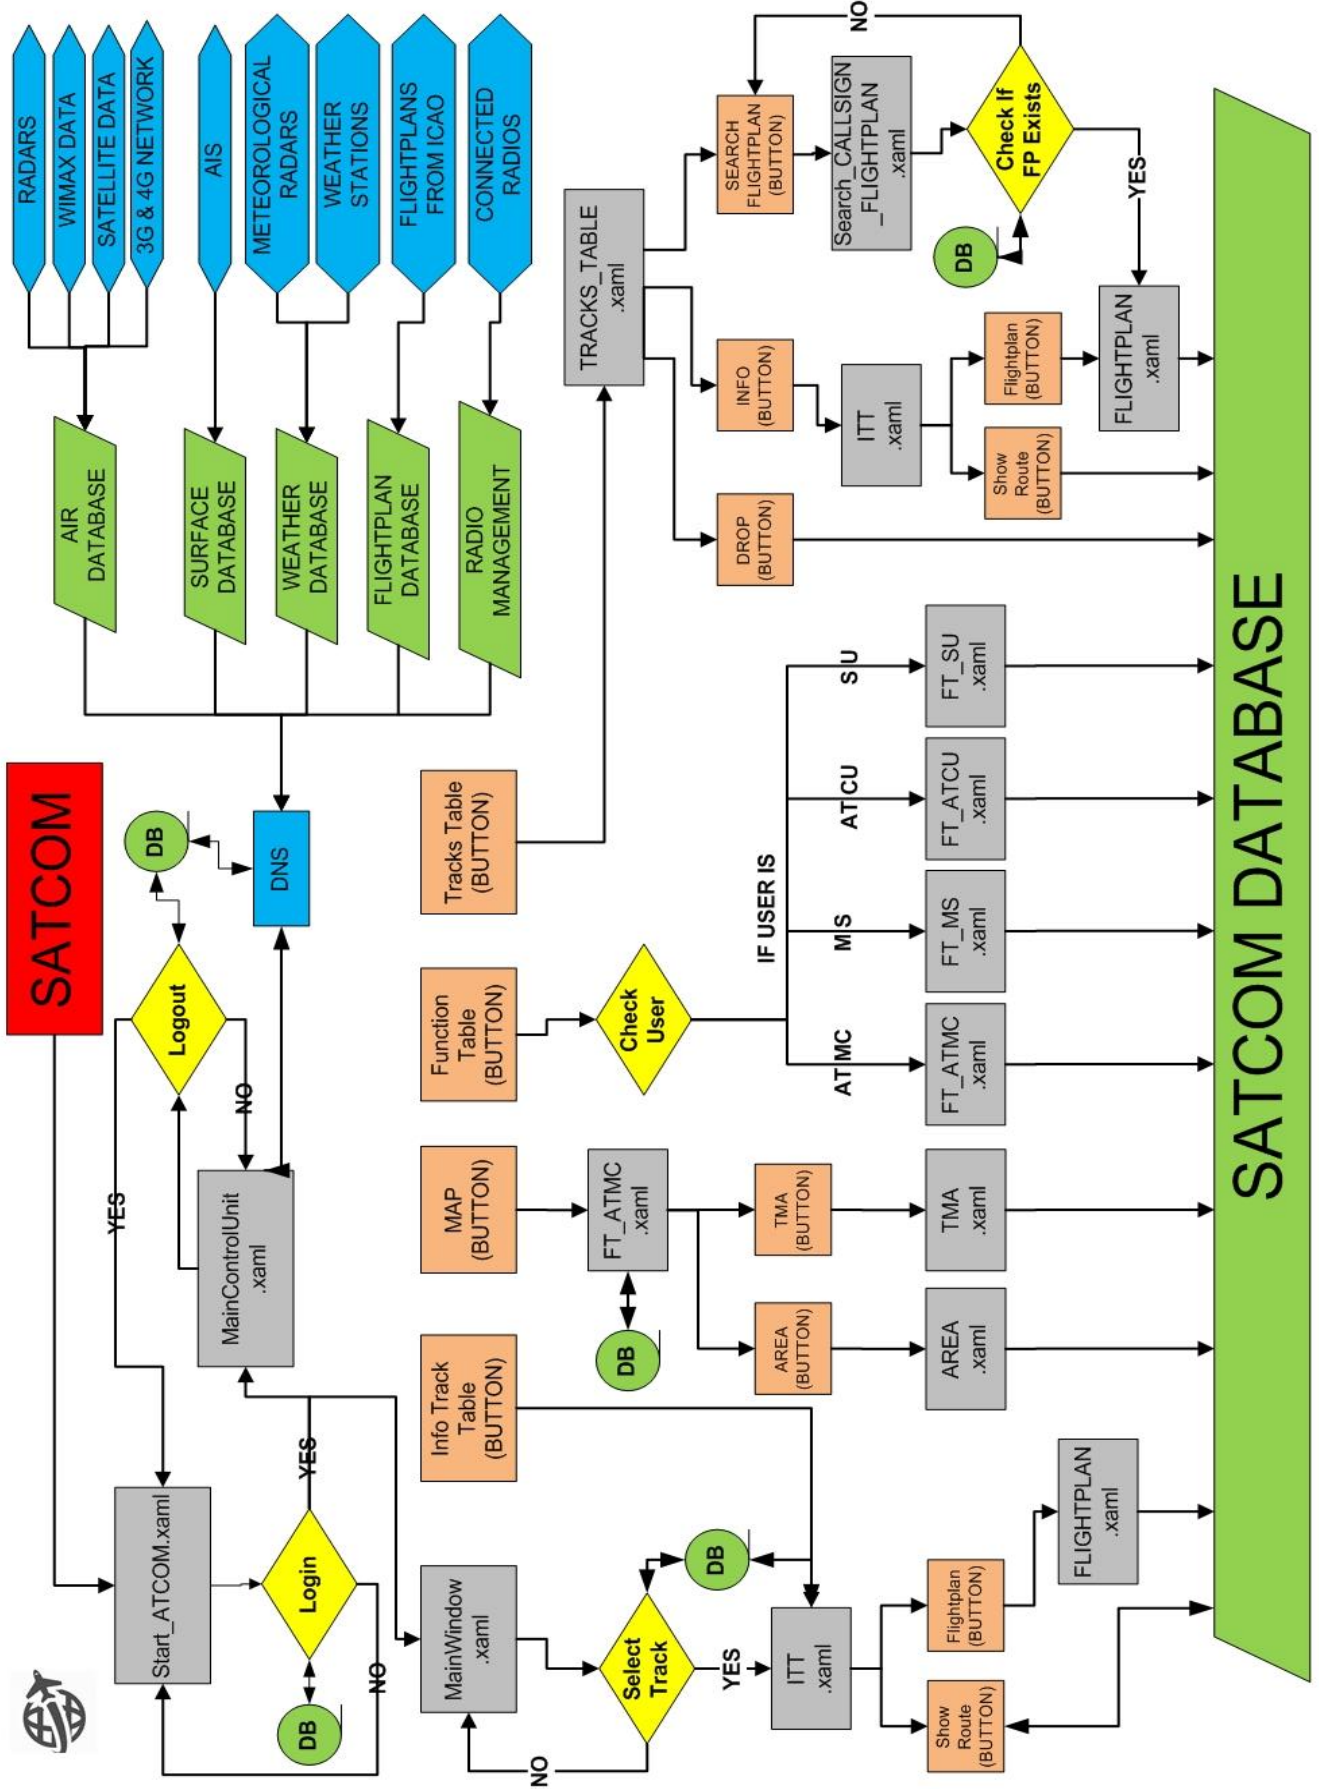 SATCOM
Start_ATCOM.xaml
Login
DB
NO
YES
Logout
DB
YES
NO
MainControlUnit
.xaml
DNS
RADARS
WIMAX DATA
SATELLITE DATA
3G & 4G NETWORK
AIS
METEOROLOGICAL
RADARS
WEATHER
STATIONS
FLIGHTPLANS
FROM ICAO
CONNECTED
RADIOS
AIR
DATABASE
SURFACE
DATABASE
WEATHER
DATABASE
FLIGHTPLAN
DATABASE
RADIO
MANAGEMENT
MainWindow
.xaml
Info Track
Table
(BUTTON)
MAP
(BUTTON)
Function
Table
(BUTTON)
Tracks Table
(BUTTON)
Select
Track
NO
YES
DB
ITT
.xaml
Show
Route
(BUTTON)
Flightplan
(BUTTON)
FLIGHTPLAN
.xaml
FT_ATMC
.xaml
DB
AREA
(BUTTON)
TMA
(BUTTON)
AREA
.xaml
TMA
.xaml
Check
User
IF USER IS
ATMC
MS
ATCU
SU
FT_ATMC
.xaml
FT_MS
.xaml
FT_ATCU
.xaml
FT_SU
.xaml
TRACKS_TABLE
.xaml
DROP
(BUTTON)
INFO
(BUTTON)
SEARCH
FLIGHTPLAN
(BUTTON)
ITT
.xaml
Search_CALLSIGN
_FLIGHTPLAN
.xaml
Show
Route
(BUTTON)
Flightplan
(BUTTON)
DB
Check If
FP Exists
NO
YES
FLIGHTPLAN
.xaml
SATCOM DATABASE